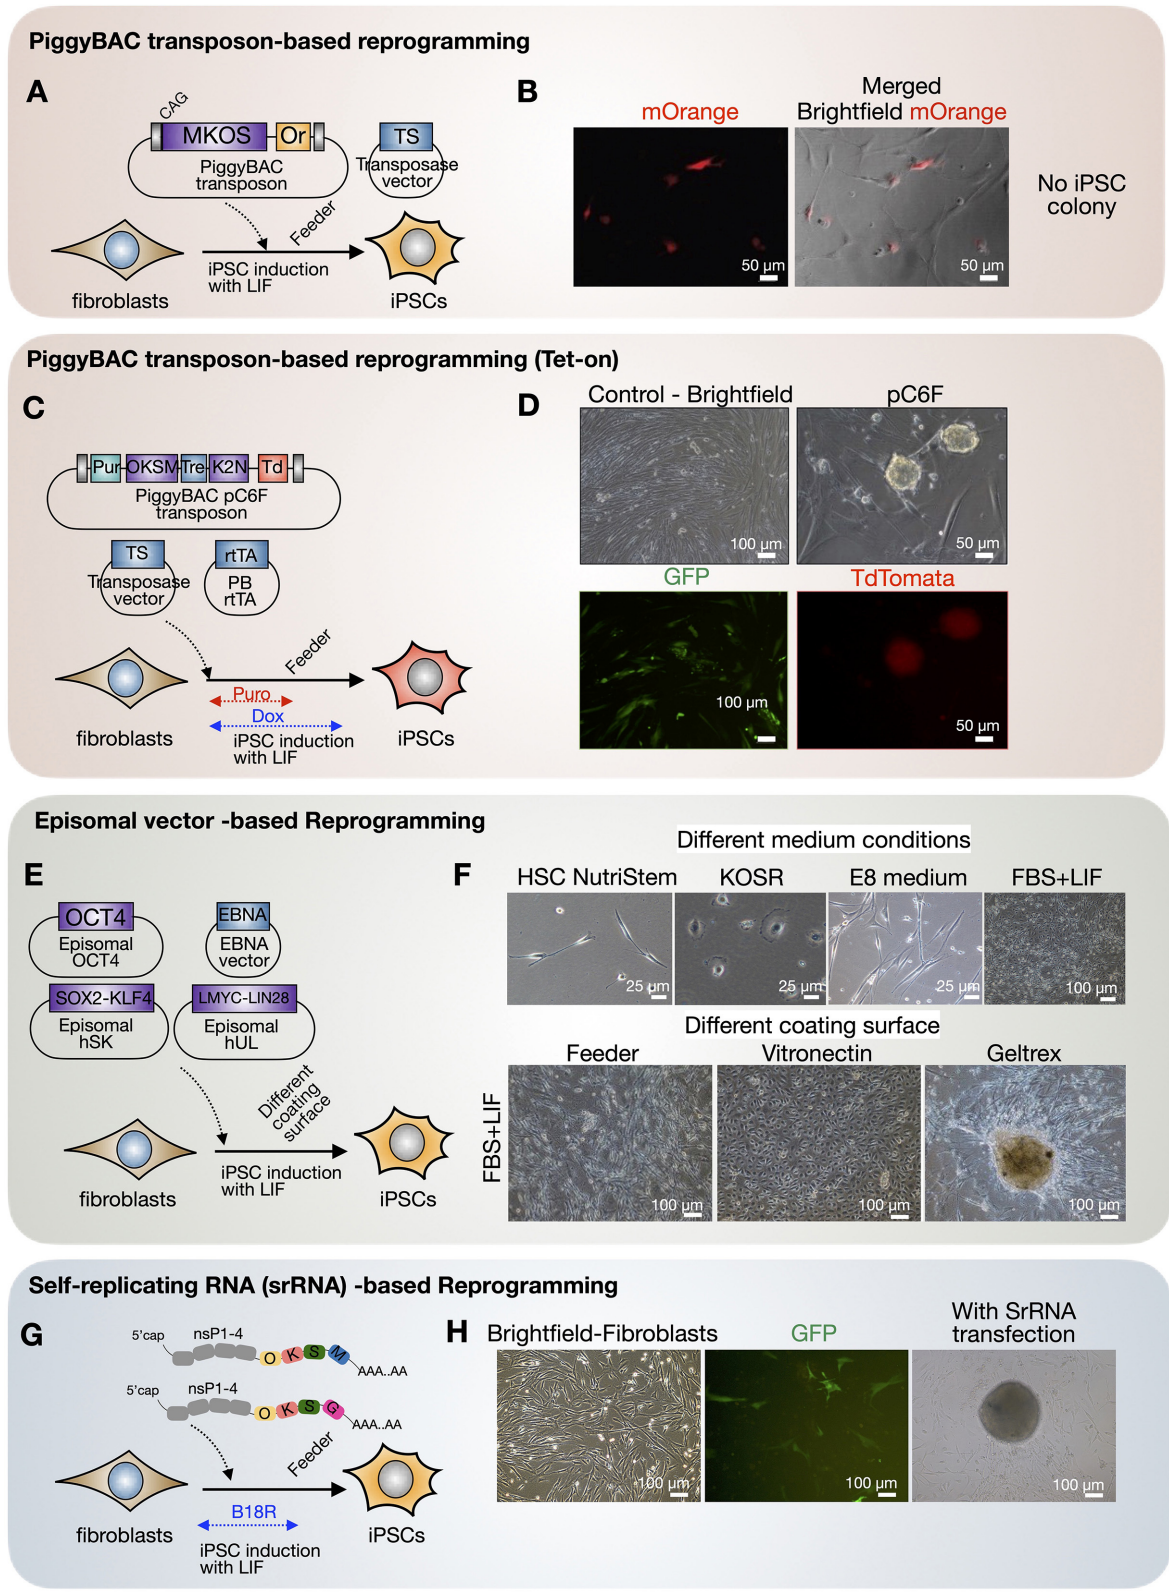 PiggyBAC transposon-based reprogramming
A
CAG
MKOS
Or
PiggyBAC
transposon
TS
Transposase
vector
Feeder
iPSC induction
with LIF
fibroblasts
iPSCs
B
mOrange
Merged
Brightfield mOrange
50 µm
50 µm
No iPSC
colony
PiggyBAC transposon-based reprogramming (Tet-on)
C
Pur
OKSM
Tre
K2N
Td
PiggyBAC pC6F
transposon
TS
Transposase
vector
rtTA
PB
rtTA
Feeder
Puro
Dox
iPSC induction
with LIF
fibroblasts
iPSCs
D
Control - Brightfield
pC6F
100 µm
50 µm
GFP
TdTomata
100 µm
50 µm
Episomal vector -based Reprogramming
E
OCT4
Episomal
OCT4
EBNA
EBNA
vector
SOX2-KLF4
Episomal
hSK
LMYC-LIN28
Episomal
hUL
Different
coating
surface
iPSC induction
with LIF
fibroblasts
iPSCs
F
Different medium conditions
HSC NutriStem
KOSR
E8 medium
FBS+LIF
25 µm
25 µm
25 µm
100 µm
Different coating surface
Feeder
Vitronectin
Geltrex
FBS+LIF
100 µm
100 µm
100 µm
Self-replicating RNA (srRNA) -based Reprogramming
G
5'cap
nsP1-4
O K S M
AAA..AA
5'cap
nsP1-4
O K S G
AAA..AA
Feeder
B18R
iPSC induction
with LIF
fibroblasts
iPSCs
H
Brightfield-Fibroblasts
GFP
With SrRNA
transfection
100 µm
100 µm
100 µm